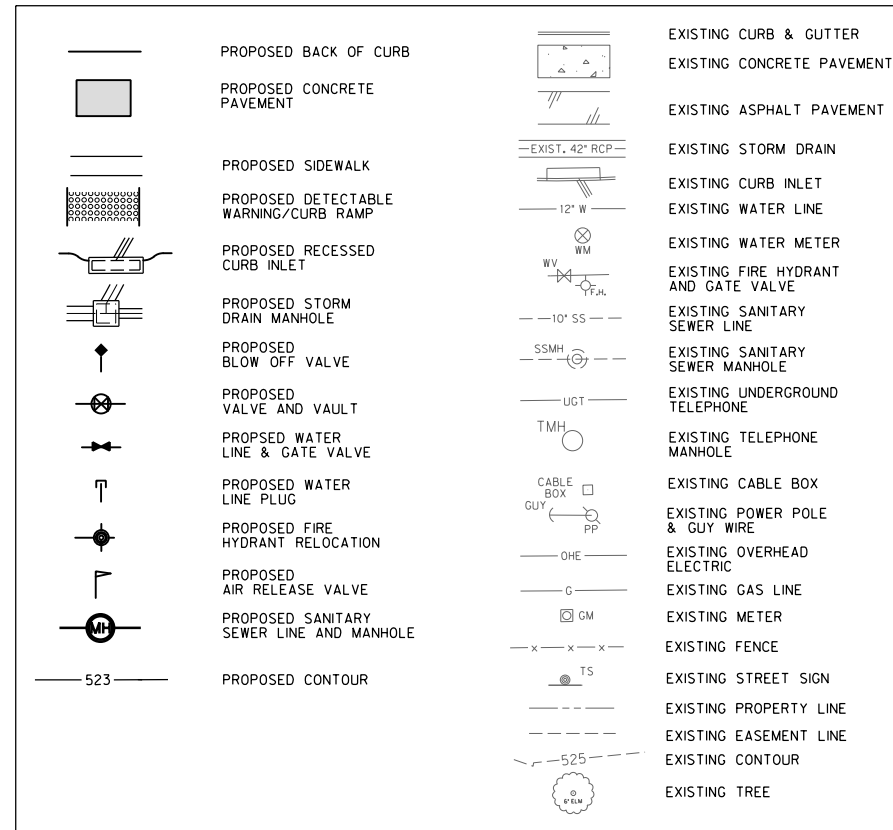 PROPOSED BACK OF CURB
PROPOSED CONCRETE
PAVEMENT
PROPOSED SIDEWALK
PROPOSED DETECTABLE
WARNING/CURB RAMP
PROPOSED RECESSED
CURB INLET
PROPOSED STORM
DRAIN MANHOLE
PROPOSED
BLOW OFF VALVE
PROPOSED
VALVE AND VAULT
PROPSED WATER
LINE & GATE VALVE
PROPOSED WATER
LINE PLUG
PROPOSED FIRE
HYDRANT RELOCATION
PROPOSED
AIR RELEASE VALVE
MH
PROPOSED SANITARY
SEWER LINE AND MANHOLE
523
PROPOSED CONTOUR
EXISTING CURB & GUTTER
EXISTING CONCRETE PAVEMENT
EXISTING ASPHALT PAVEMENT
EXIST. 42" RCP
EXISTING STORM DRAIN
EXISTING CURB INLET
12" W
EXISTING WATER LINE
WM
EXISTING WATER METER
WV
F.H.
EXISTING FIRE HYDRANT
AND GATE VALVE
10" SS
EXISTING SANITARY
SEWER LINE
SSMH
EXISTING SANITARY
SEWER MANHOLE
UGT
EXISTING UNDERGROUND
TELEPHONE
TMH
EXISTING TELEPHONE
MANHOLE
CABLE
BOX
EXISTING CABLE BOX
GUY
PP
EXISTING POWER POLE
& GUY WIRE
OHE
EXISTING OVERHEAD
ELECTRIC
G
EXISTING GAS LINE
GM
EXISTING METER
x x x
EXISTING FENCE
TS
EXISTING STREET SIGN
EXISTING PROPERTY LINE
EXISTING EASEMENT LINE
525
EXISTING CONTOUR
6" ELM
EXISTING TREE